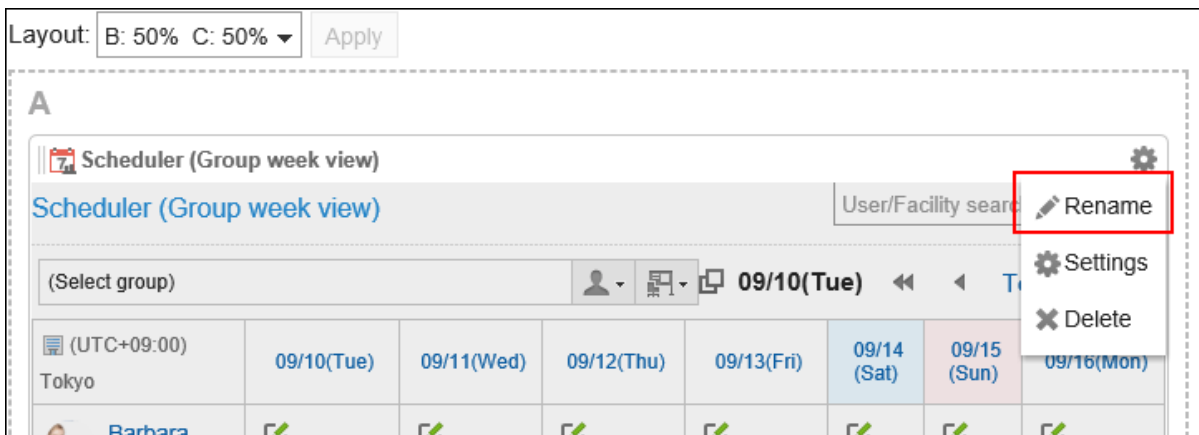 Layout: B: 50% C: 50% Apply
A
Scheduler (Group week view)
Scheduler (Group week view)
User/Facility searc
Rename
Settings
Delete
(Select group)
09/10(Tue)
(UTC+09:00)
Tokyo
09/10(Tue)
09/11(Wed)
09/12(Thu)
09/13(Fri)
09/14
(Sat)
09/15
(Sun)
09/16(Mon)
Barbara